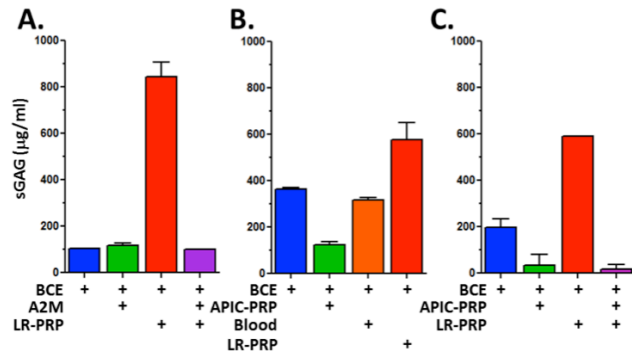 A. B. C.
1000 1000 1000
800 800 800
600 600 600
400 400 400
200 200 200
0 0 0
sGAG (µg/ml)
BCE + + + +
A2M + +
LR-PRP + +
BCE + + + +
APIC-PRP +
Blood +
LR-PRP +
BCE + + + +
APIC-PRP + +
LR-PRP + +